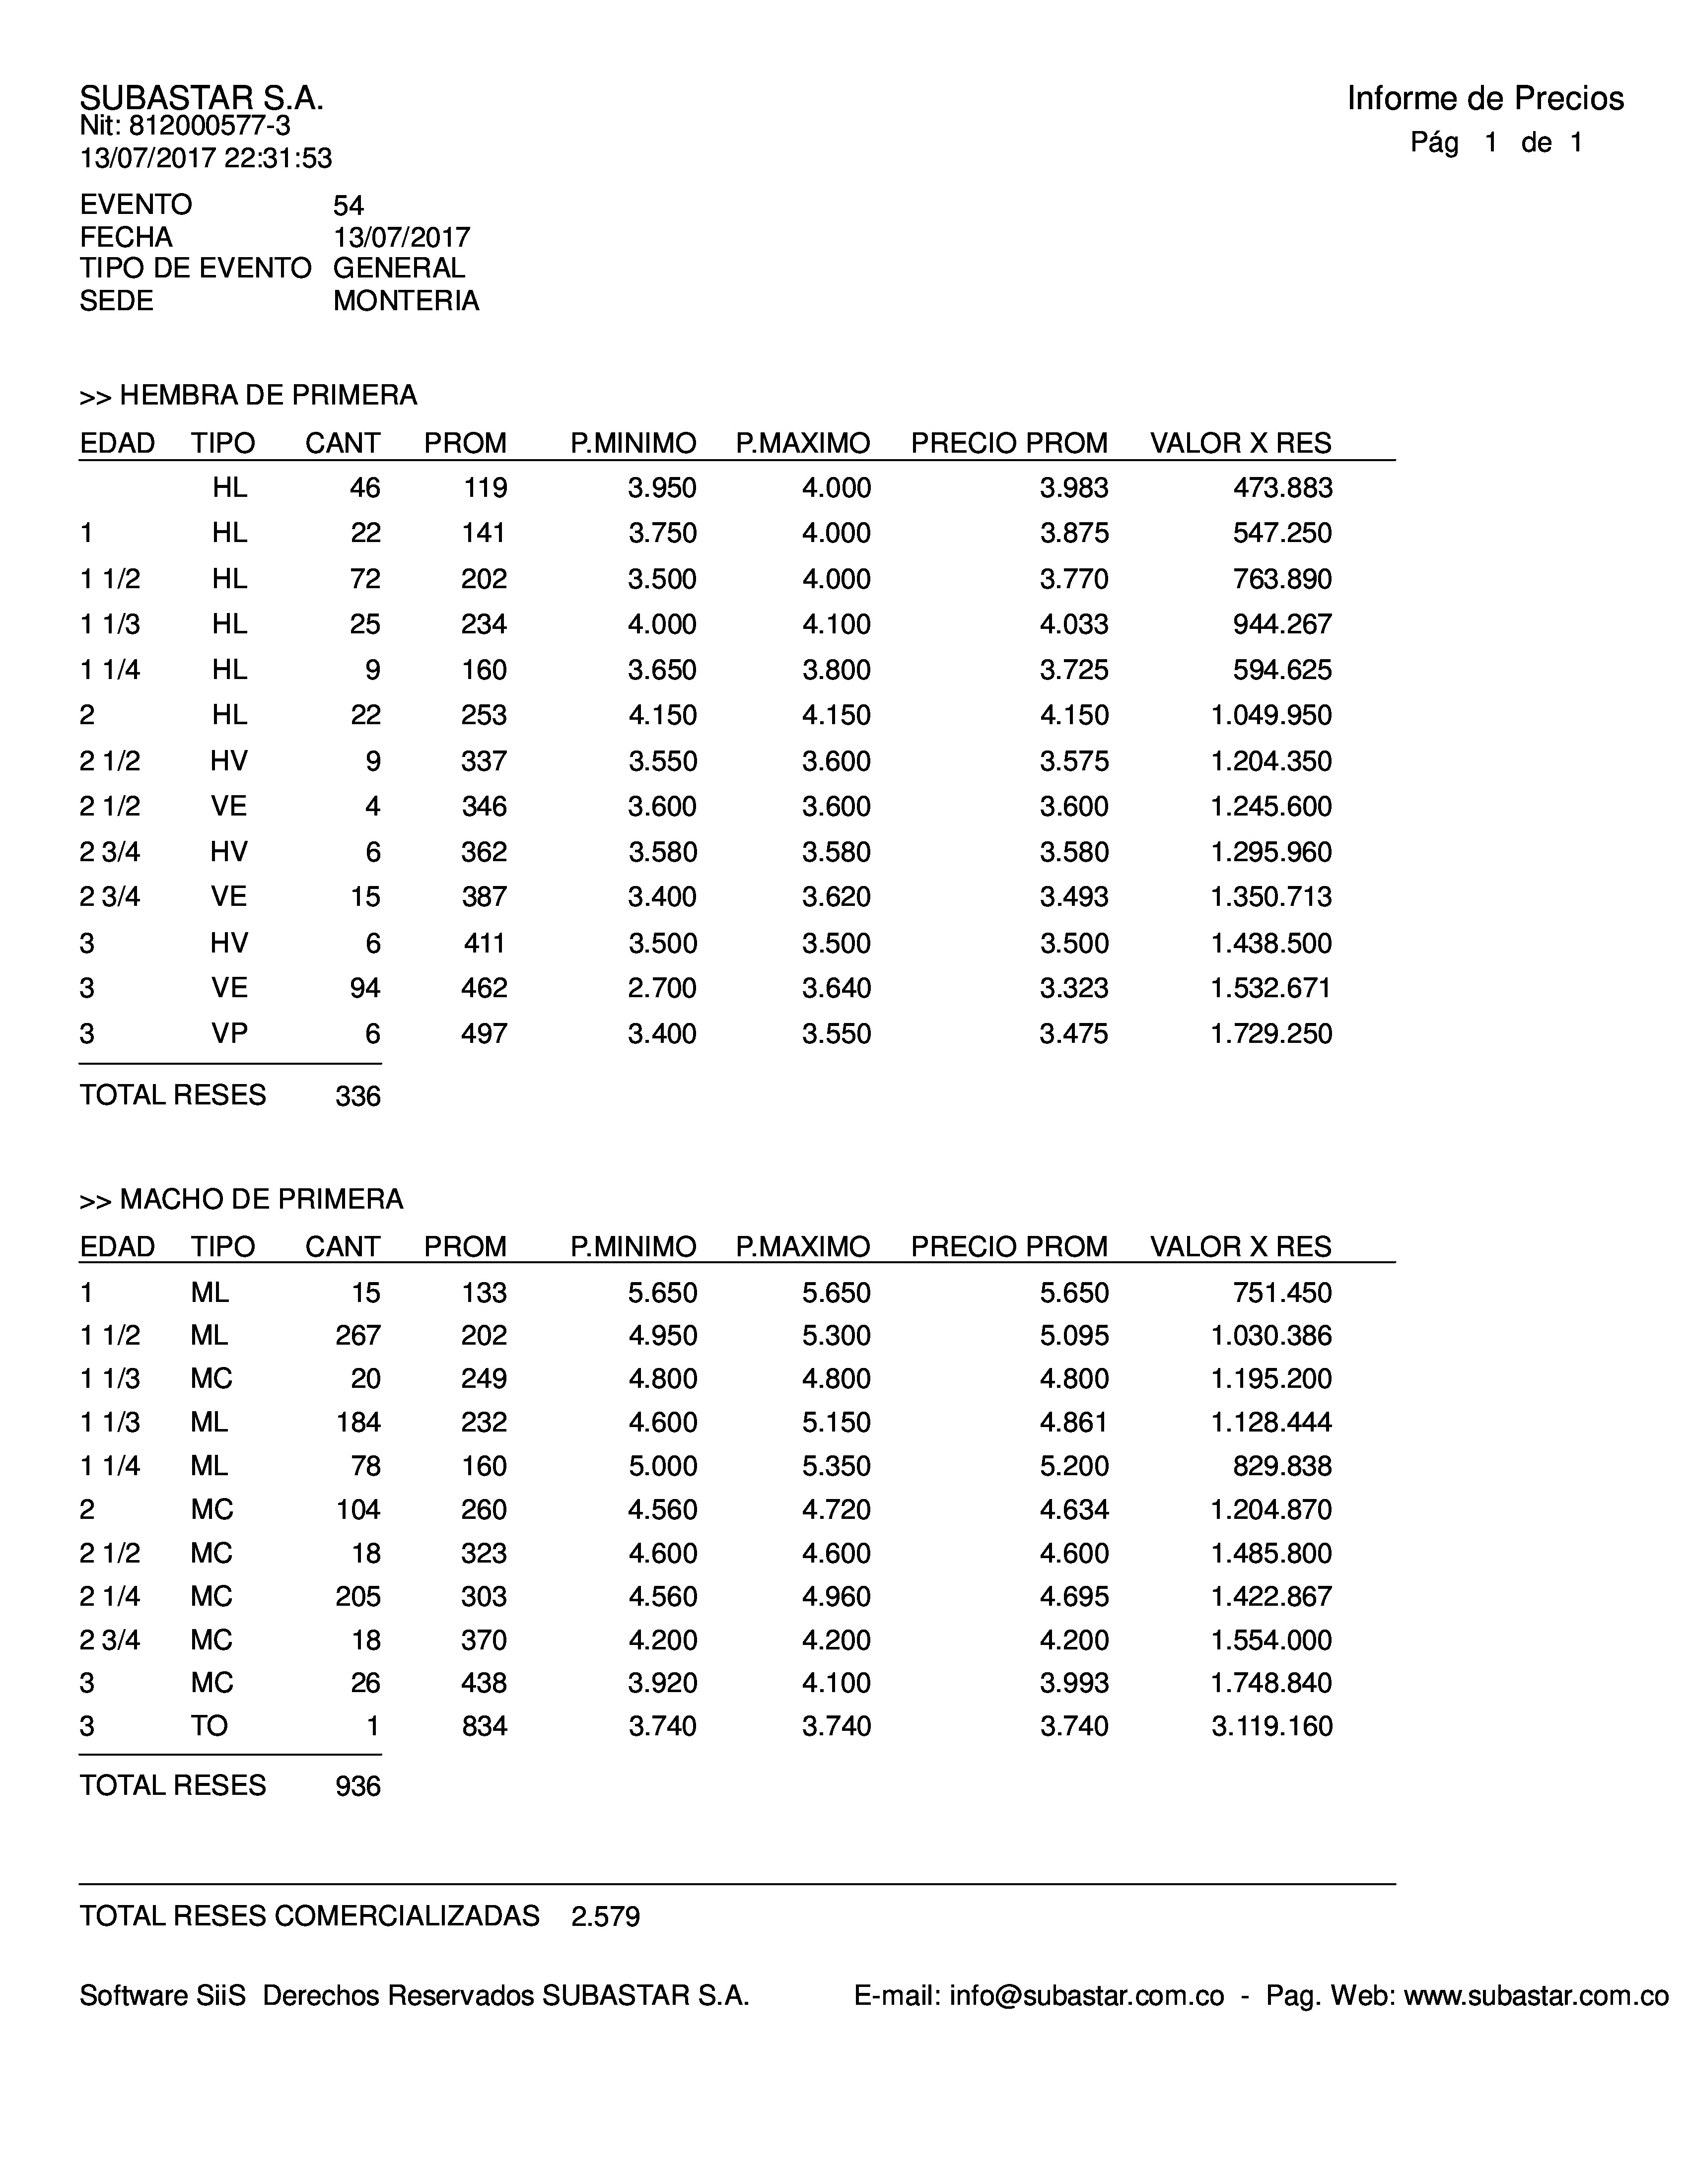 SUBASTAR S.A.
Nit: 812000577-3
13/07/2017 22:31:53
Informe de Precios
Pág 1 de 1
EVENTO 54
FECHA 13/07/2017
TIPO DE EVENTO GENERAL
SEDE MONTERIA
>> HEMBRA DE PRIMERA
EDAD TIPO CANT PROM P.MINIMO P.MAXIMO PRECIO PROM VALOR X RES
HL 46 119 3.950 4.000 3.983 473.883
1 HL 22 141 3.750 4.000 3.875 547.250
1 1/2 HL 72 202 3.500 4.000 3.770 763.890
1 1/3 HL 25 234 4.000 4.100 4.033 944.267
1 1/4 HL 9 160 3.650 3.800 3.725 594.625
2 HL 22 253 4.150 4.150 4.150 1.049.950
2 1/2 HV 9 337 3.550 3.600 3.575 1.204.350
2 1/2 VE 4 346 3.600 3.600 3.600 1.245.600
2 3/4 HV 6 362 3.580 3.580 3.580 1.295.960
2 3/4 VE 15 387 3.400 3.620 3.493 1.350.713
3 HV 6 411 3.500 3.500 3.500 1.438.500
3 VE 94 462 2.700 3.640 3.323 1.532.671
3 VP 6 497 3.400 3.550 3.475 1.729.250
TOTAL RESES 336
>> MACHO DE PRIMERA
EDAD TIPO CANT PROM P.MINIMO P.MAXIMO PRECIO PROM VALOR X RES
1 ML 15 133 5.650 5.650 5.650 751.450
1 1/2 ML 267 202 4.950 5.300 5.095 1.030.386
1 1/3 MC 20 249 4.800 4.800 4.800 1.195.200
1 1/3 ML 184 232 4.600 5.150 4.861 1.128.444
1 1/4 ML 78 160 5.000 5.350 5.200 829.838
2 MC 104 260 4.560 4.720 4.634 1.204.870
2 1/2 MC 18 323 4.600 4.600 4.600 1.485.800
2 1/4 MC 205 303 4.560 4.960 4.695 1.422.867
2 3/4 MC 18 370 4.200 4.200 4.200 1.554.000
3 MC 26 438 3.920 4.100 3.993 1.748.840
3 TO 1 834 3.740 3.740 3.740 3.119.160
TOTAL RESES 936
TOTAL RESES COMERCIALIZADAS 2.579
Software SiiS Derechos Reservados SUBASTAR S.A. E-mail: info@subastar.com.co - Pag. Web: www.subastar.com.co